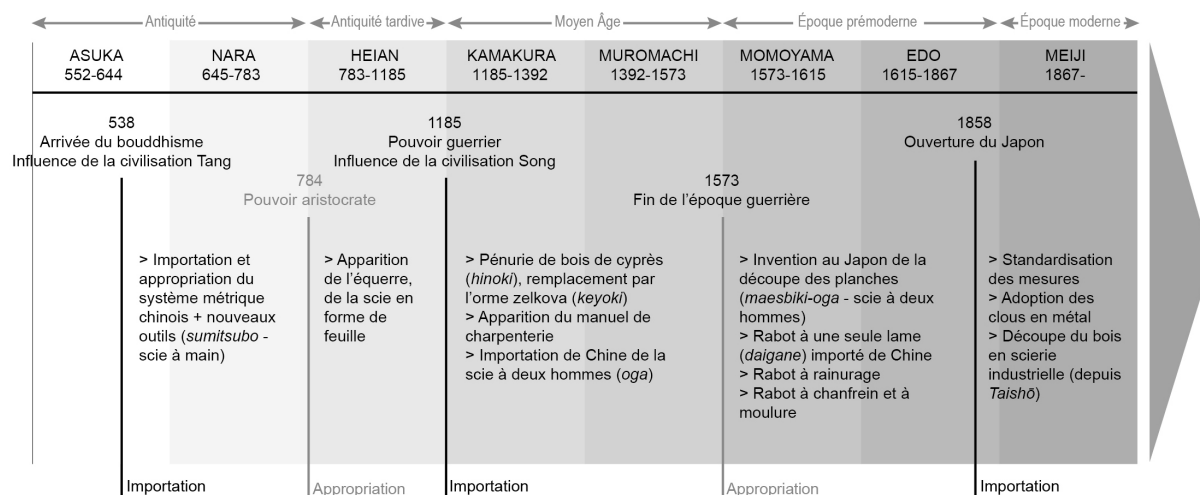 Antiquité
Antiquité tardive
Moyen Âge
Époque prémoderne
Époque moderne
ASUKA
552-644
NARA
645-783
HEIAN
783-1185
KAMAKURA
1185-1392
MUROMACHI
1392-1573
MOMOYAMA
1573-1615
EDO
1615-1867
MEIJI
1867-
538
Arrivée du bouddhisme
Influence de la civilisation Tang
784
Pouvoir aristocrate
1185
Pouvoir guerrier
Influence de la civilisation Song
1573
Fin de l'époque guerrière
1858
Ouverture du Japon
> Importation et
appropriation du
système métrique
chinois + nouveaux
outils (sumitsubo -
scie à main)
> Apparition
de l'équerre,
de la scie en
forme de
feuille
> Pénurie de bois de cyprès
(hinoki), remplacement par
l'orme zelkova (keyoki)
> Apparition du manuel de
charpenterie
> Importation de Chine de la
scie à deux hommes (oga)
> Invention au Japon de la
découpe des planches
(maesbiki-oga - scie à deux
hommes)
> Rabot à une seule lame
(daigane) importé de Chine
> Rabot à rainurage
> Rabot à chanfrein et à
moulure
> Standardisation
des mesures
> Adoption des
clous en métal
> Découpe du bois
en scierie
industrielle (depuis
Taishō)
Importation
Appropriation
Importation
Appropriation
Importation